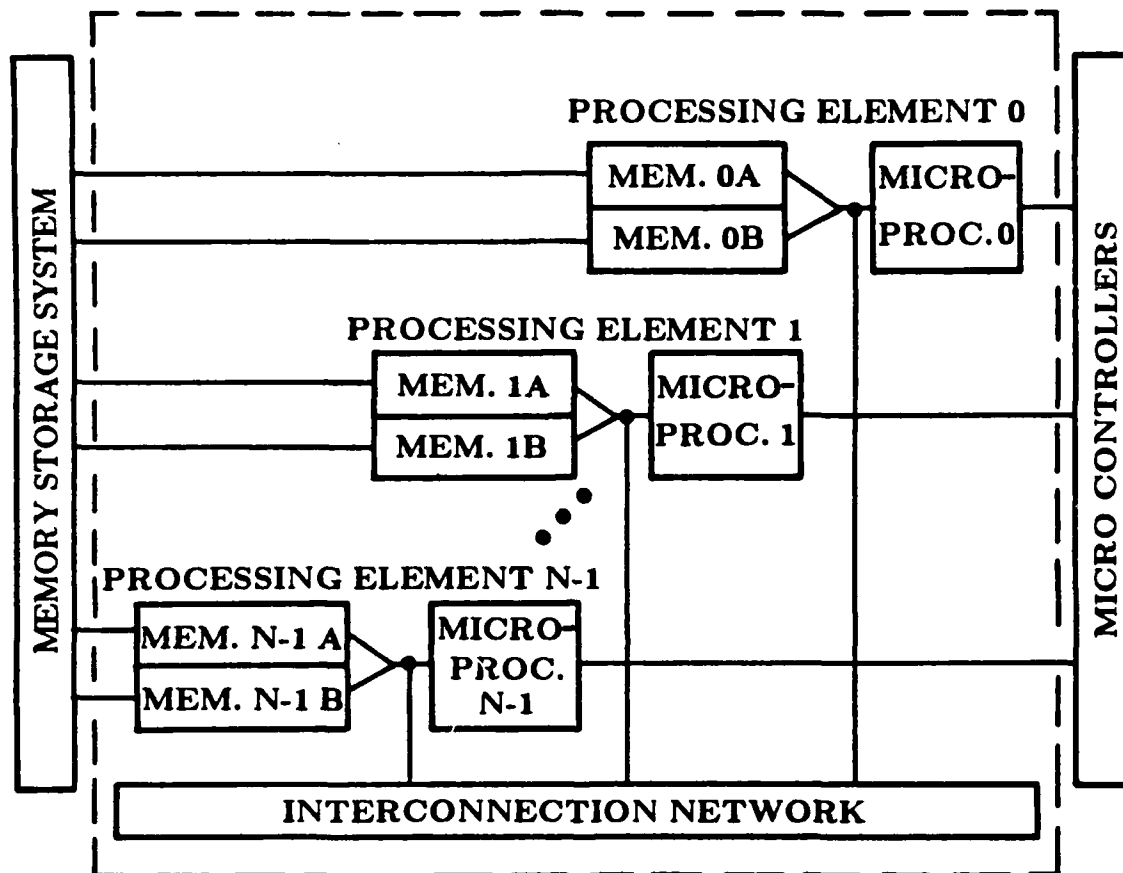 PROCESSING ELEMENT 0
MEM. 0A
MEM. 0B
MICRO-
PROC.0
PROCESSING ELEMENT 1
MEM. 1A
MEM. 1B
MICRO-
PROC. 1
PROCESSING ELEMENT N-1
MEM. N-1 A
MEM. N-1 B
MICRO-
PROC.
N-1
INTERCONNECTION NETWORK
MEMORY STORAGE SYSTEM
MICRO CONTROLLERS